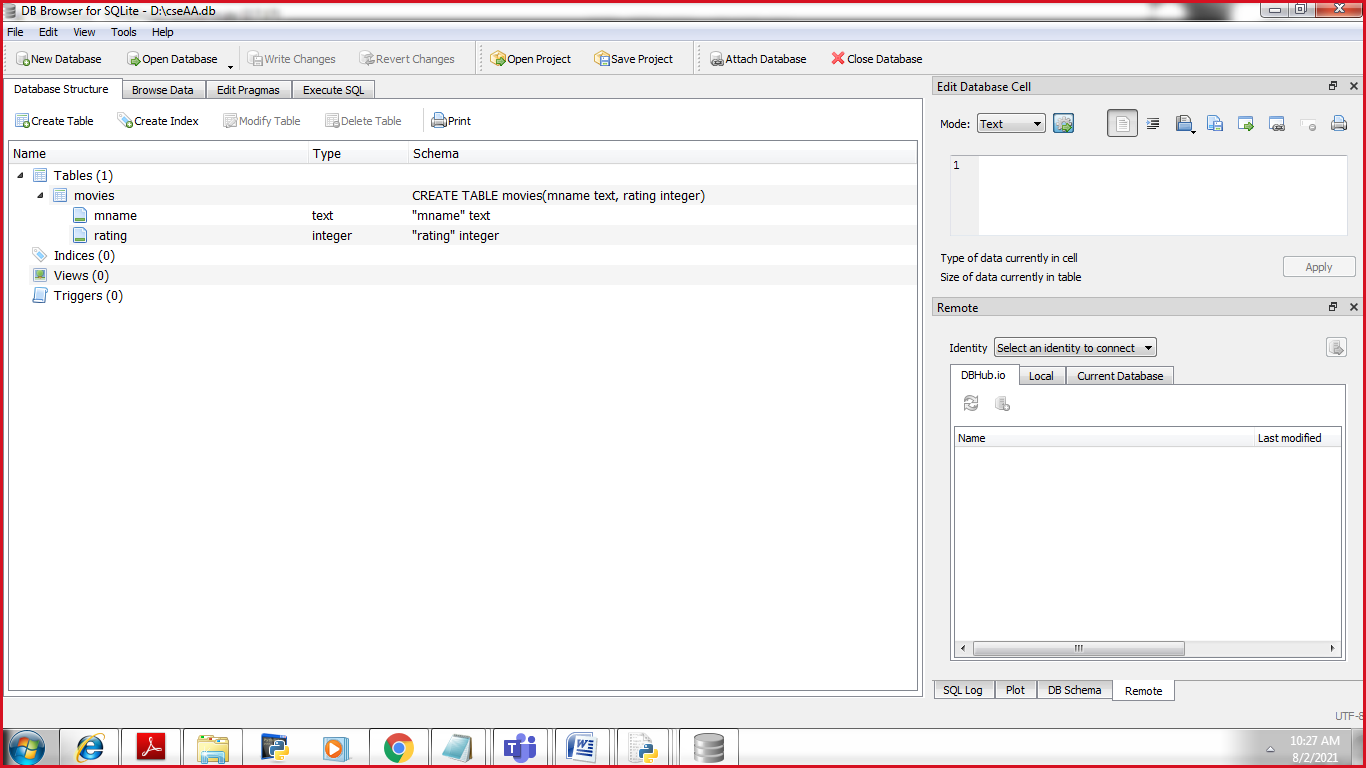 DB Browser for SQLite - D:\cseAA.db
File Edit View Tools Help
New Database Open Database Write Changes Revert Changes Open Project Save Project Attach Database Close Database
Database Structure Browse Data Edit Pragmas Execute SQL
Create Table Create Index Modify Table Delete Table Print
Name Type Schema
Tables (1)
movies CREATE TABLE movies(mname text, rating integer)
mname text "mname" text
rating integer "rating" integer
Indices (0)
Views (0)
Triggers (0)
Edit Database Cell
Mode: Text
1
Type of data currently in cell
Size of data currently in table
Apply
Remote
Identity Select an identity to connect
DBHub.io Local Current Database
Name Last modified
SQL Log Plot DB Schema Remote
UTF-8
10:27 AM
8/2/2021